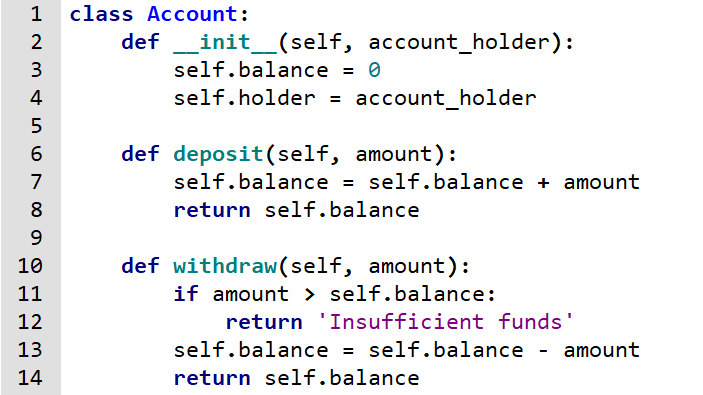 1 class Account:
2     def __init__(self, account_holder):
3         self.balance = 0
4         self.holder = account_holder
5
6     def deposit(self, amount):
7         self.balance = self.balance + amount
8         return self.balance
9
10     def withdraw(self, amount):
11         if amount > self.balance:
12             return 'Insufficient funds'
13         self.balance = self.balance - amount
14         return self.balance